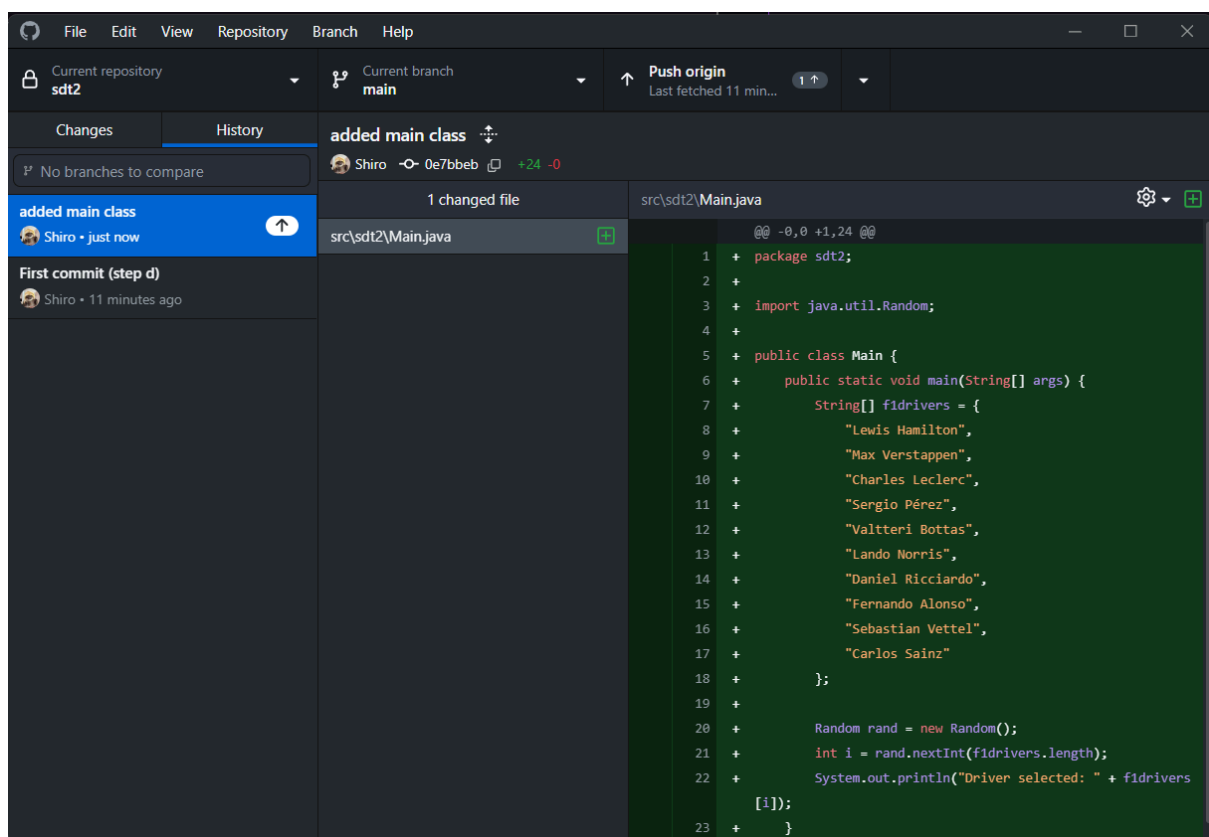 File Edit View Repository Branch Help
Current repository
sdt2
Current branch
main
Push origin
Last fetched 11 min...
1
Changes History
No branches to compare
added main class
Shiro • just now
First commit (step d)
Shiro • 11 minutes ago
added main class
Shiro 0e7bbeb +24 -0
1 changed file
src\sdt2\Main.java
src\sdt2\Main.java
@@ -0,0 +1,24 @@
1 + package sdt2;
2 +
3 + import java.util.Random;
4 +
5 + public class Main {
6 + public static void main(String[] args) {
7 + String[] f1drivers = {
8 + "Lewis Hamilton",
9 + "Max Verstappen",
10 + "Charles Leclerc",
11 + "Sergio Pérez",
12 + "Valtteri Bottas",
13 + "Lando Norris",
14 + "Daniel Ricciardo",
15 + "Fernando Alonso",
16 + "Sebastian Vettel",
17 + "Carlos Sainz"
18 + };
19 +
20 + Random rand = new Random();
21 + int i = rand.nextInt(f1drivers.length);
22 + System.out.println("Driver selected: " + f1drivers
[i]);
23 + }